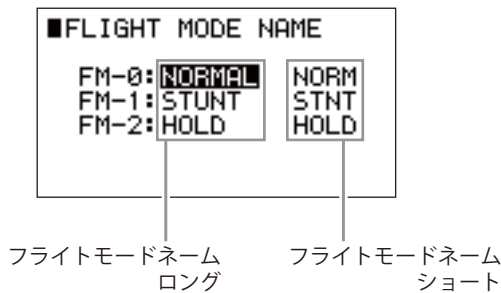 ■FLIGHT MODE NAME
FM-0:NORMAL NORM
FM-1:STUNT STNT
FM-2:HOLD HOLD
フライトモードネーム
ロング
フライトモードネーム
ショート